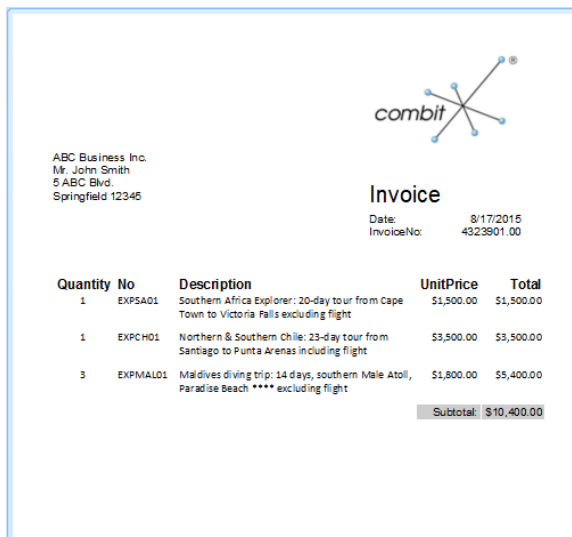 combit ®
ABC Business Inc.
Mr. John Smith
5 ABC Blvd.
Springfield 12345
Invoice
Date: 8/17/2015
InvoiceNo: 4323901.00
Quantity No Description UnitPrice Total
1 EXPSA01 Southern Africa Explorer: 20-day tour from Cape $1,500.00 $1,500.00
Town to Victoria Falls excluding flight
1 EXPCH01 Northern & Southern Chile: 23-day tour from $3,500.00 $3,500.00
Santiago to Punta Arenas including flight
3 EXPMAL01 Maldives diving trip: 14 days, southern Male Atoll, $1,800.00 $5,400.00
Paradise Beach **** excluding flight
Subtotal: $10,400.00